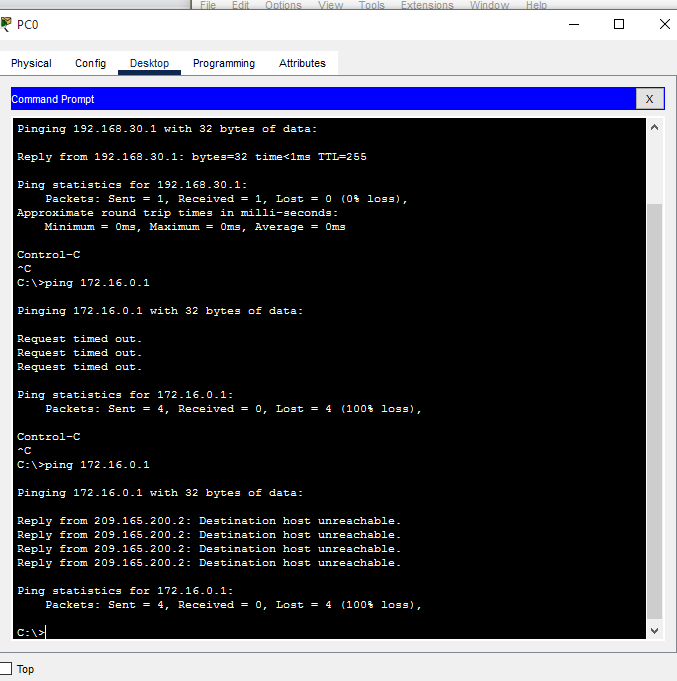 File Edit Options View Tools Extensions Window Help
PC0
Physical Config Desktop Programming Attributes
Command Prompt
X
Pinging 192.168.30.1 with 32 bytes of data:
Reply from 192.168.30.1: bytes=32 time<1ms TTL=255
Ping statistics for 192.168.30.1:
Packets: Sent = 1, Received = 1, Lost = 0 (0% loss),
Approximate round trip times in milli-seconds:
Minimum = 0ms, Maximum = 0ms, Average = 0ms
Control-C
^C
C:\>ping 172.16.0.1
Pinging 172.16.0.1 with 32 bytes of data:
Request timed out.
Request timed out.
Request timed out.
Ping statistics for 172.16.0.1:
Packets: Sent = 4, Received = 0, Lost = 4 (100% loss),
Control-C
^C
C:\>ping 172.16.0.1
Pinging 172.16.0.1 with 32 bytes of data:
Reply from 209.165.200.2: Destination host unreachable.
Reply from 209.165.200.2: Destination host unreachable.
Reply from 209.165.200.2: Destination host unreachable.
Reply from 209.165.200.2: Destination host unreachable.
Ping statistics for 172.16.0.1:
Packets: Sent = 4, Received = 0, Lost = 4 (100% loss),
C:\>
Top